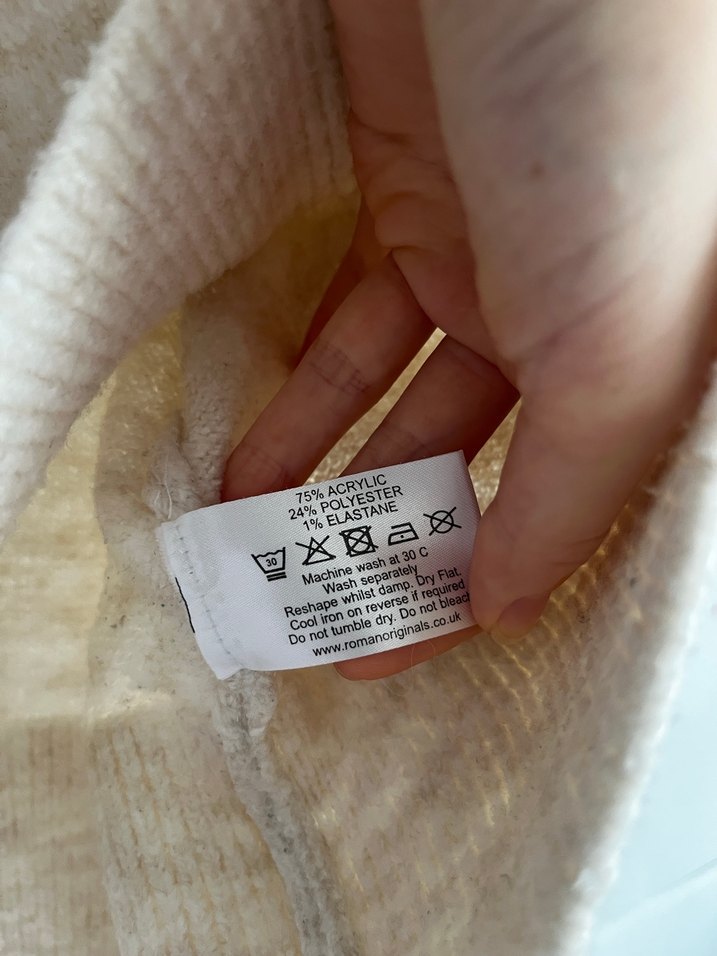 75% ACRYLIC
24% POLYESTER
1% ELASTANE
30
Machine wash at 30 C
Wash separately
Reshape whilst damp. Dry Flat.
Cool iron on reverse if required
Do not tumble dry. Do not bleach
www.romanoriginals.co.uk